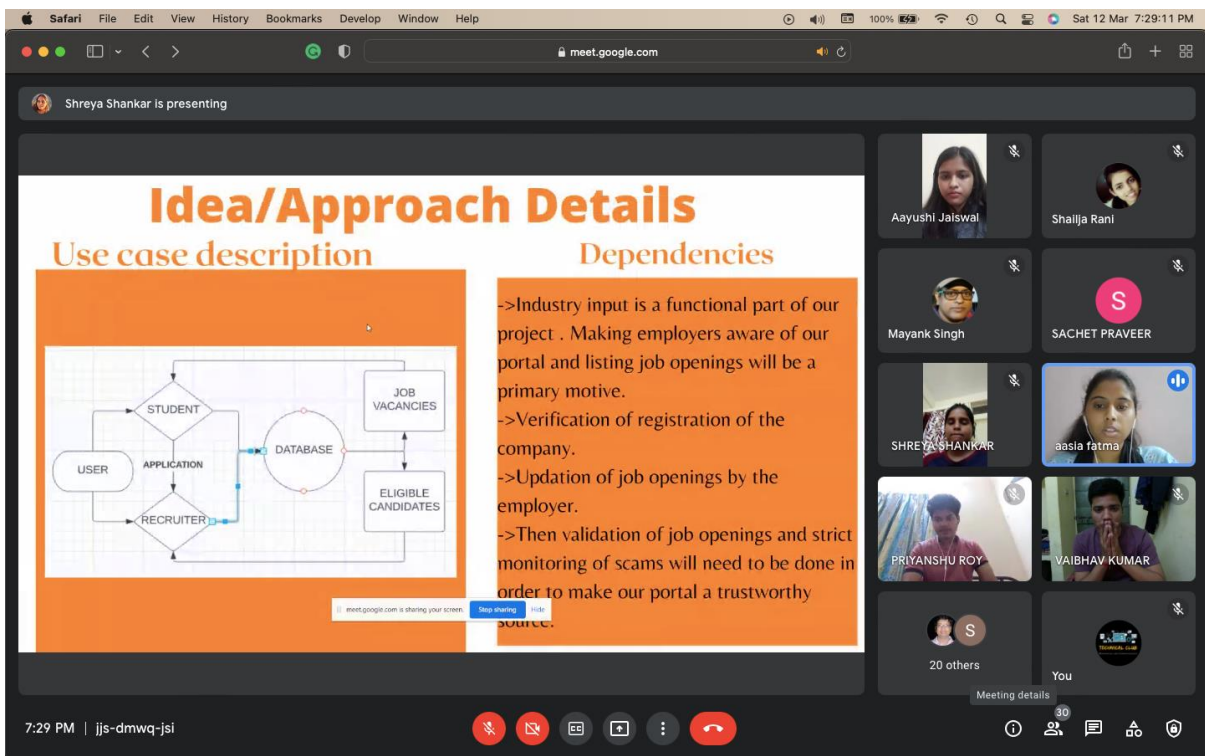 Safari File Edit View History Bookmarks Develop Window Help
100%
Sat 12 Mar 7:29:11 PM
meet.google.com
Shreya Shankar is presenting
Idea/Approach Details
Use case description
Dependencies
USER
STUDENT
APPLICATION
RECRUITER
DATABASE
JOB
VACANCIES
ELIGIBLE
CANDIDATES
->Industry input is a functional part of our
project . Making employers aware of our
portal and listing job openings will be a
primary motive.
->Verification of registration of the
company.
->Updation of job openings by the
employer.
->Then validation of job openings and strict
monitoring of scams will need to be done in
order to make our portal a trustworthy
source.
meet.google.com is sharing your screen. Stop sharing Hide
Aayushi Jaiswal
Shailja Rani
Mayank Singh
S
SACHET PRAVEER
SHREYA SHANKAR
aasia fatma
PRIYANSHU ROY
VAIBHAV KUMAR
S
20 others
TECHNICAL CLUB
You
Meeting details
7:29 PM | jjs-dmwq-jsi
CC
30